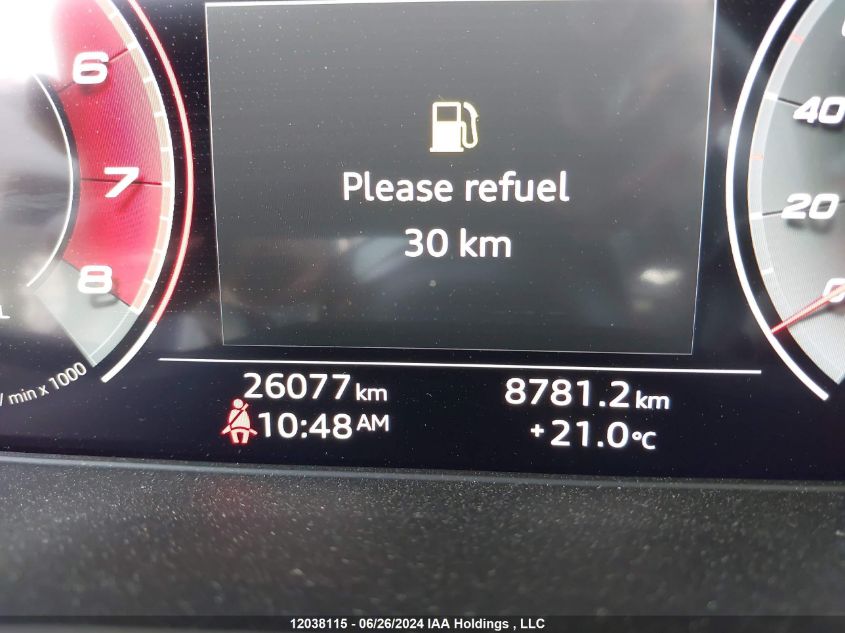 6
7
8
/ min x 1000
Please refuel
30 km
40
20
0
26077 km
8781.2 km
10:48 AM
+21.0°C
12038115 - 06/26/2024 IAA Holdings , LLC